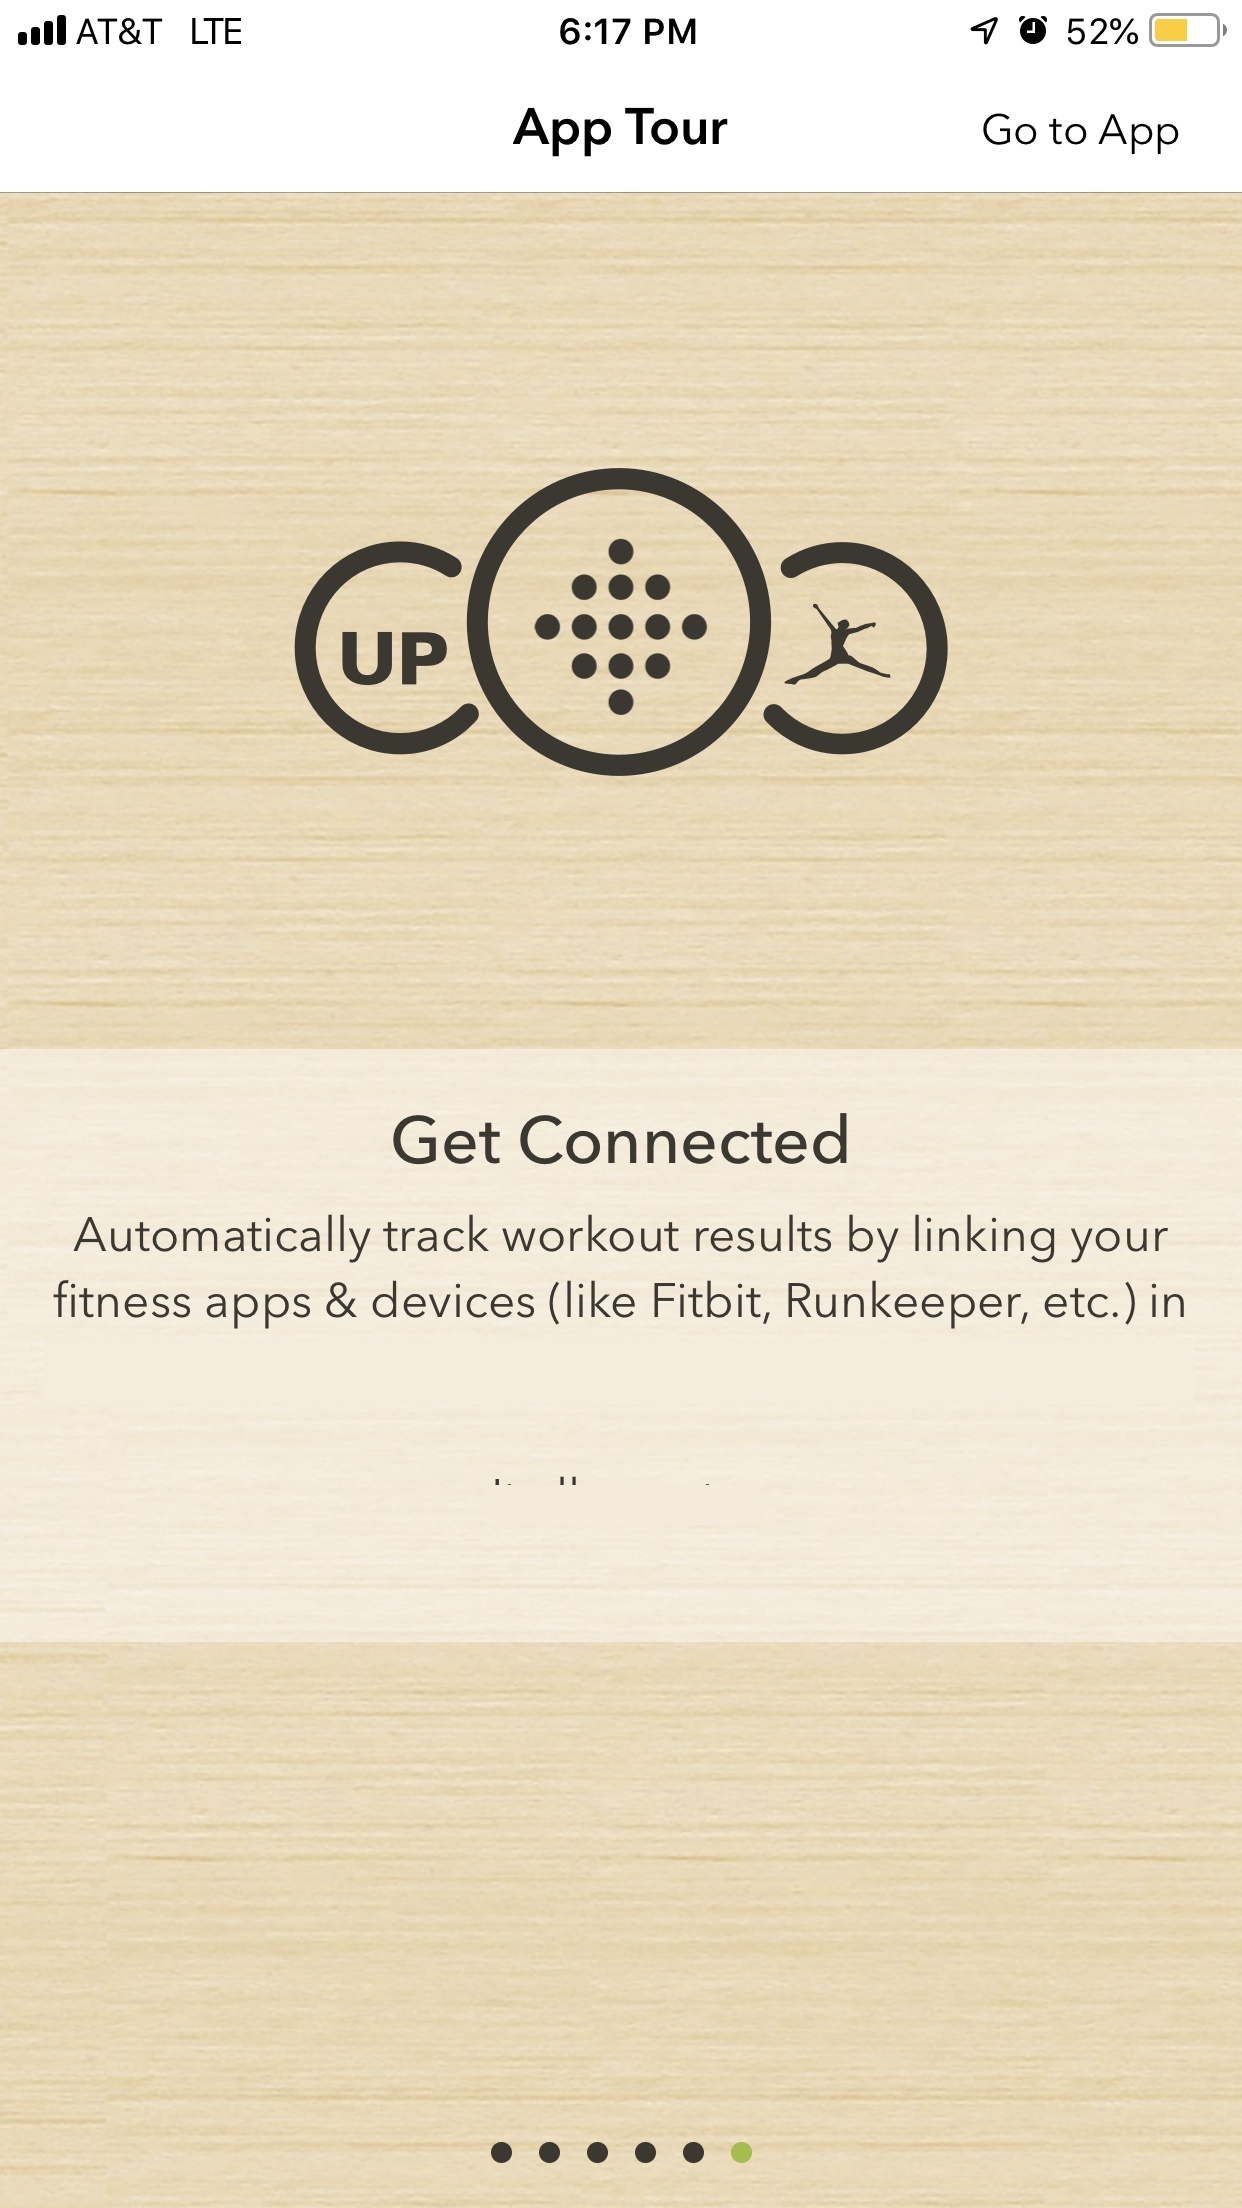 AT&T LTE 6:17 PM 52%
App Tour Go to App
UP
Get Connected
Automatically track workout results by linking your
fitness apps & devices (like Fitbit, Runkeeper, etc.) in